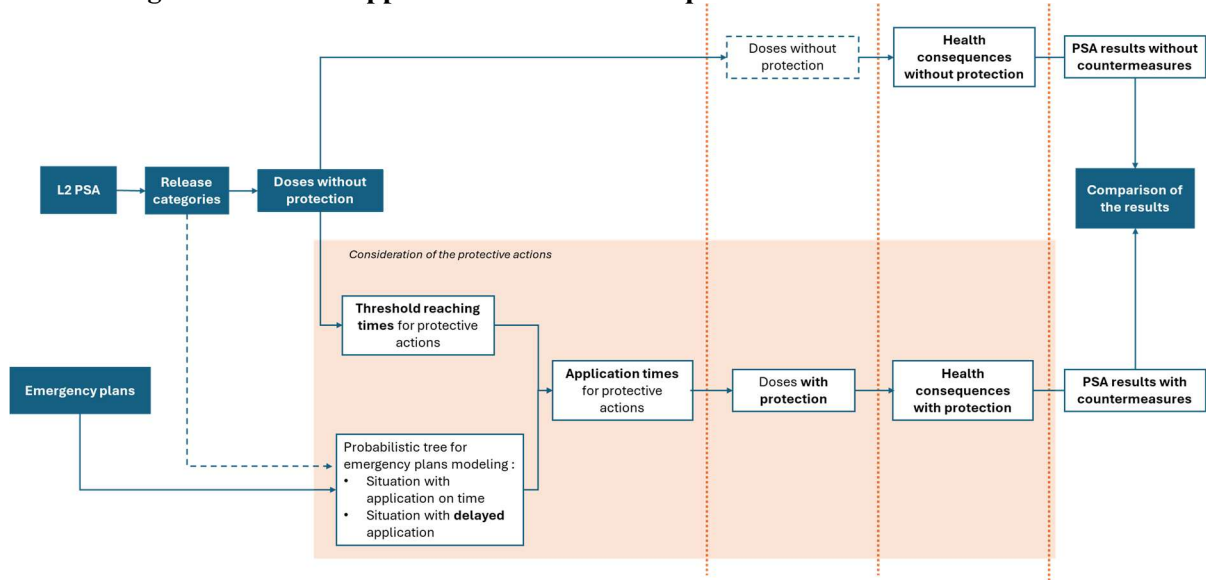 Doses without
protection
Health
consequences
without protection
PSA results without
countermeasures
L2 PSA
Release
categories
Doses without
protection
Comparison of
the results
Consideration of the protective actions
Threshold reaching
times for protective
actions
Emergency plans
Application times
for protective
actions
Doses with
protection
Health
consequences
with protection
PSA results with
countermeasures
Probabilistic tree for
emergency plans modeling :
• Situation with
application on time
• Situation with delayed
application